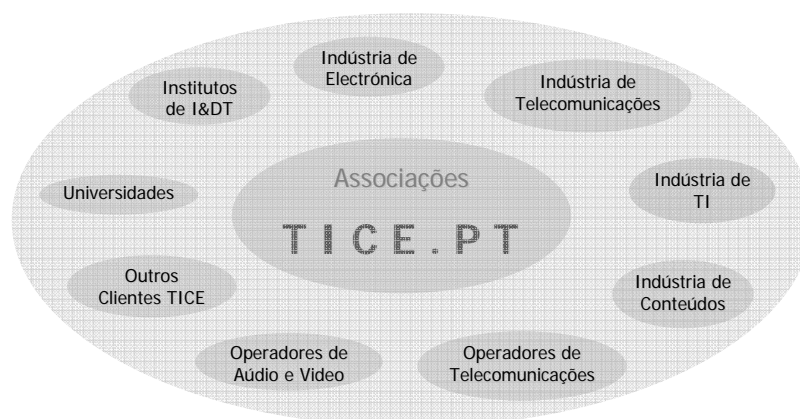 Indústria de
Electrónica
Indústria de
Telecomunicações
Institutos
de I&DT
Associações
TICE.PT
Indústria de
TI
Universidades
Outros
Clientes TICE
Indústria de
Conteúdos
Operadores de
Aúdio e Video
Operadores de
Telecomunicações